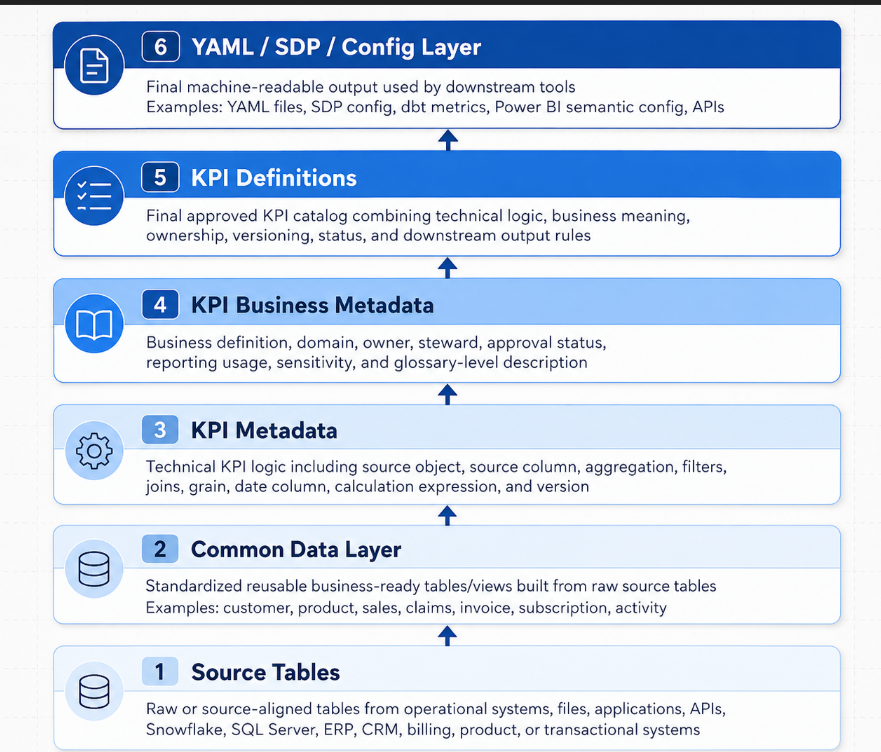 6 YAML / SDP / Config Layer
Final machine-readable output used by downstream tools
Examples: YAML files, SDP config, dbt metrics, Power BI semantic config, APIs
5 KPI Definitions
Final approved KPI catalog combining technical logic, business meaning,
ownership, versioning, status, and downstream output rules
4 KPI Business Metadata
Business definition, domain, owner, steward, approval status,
reporting usage, sensitivity, and glossary-level description
3 KPI Metadata
Technical KPI logic including source object, source column, aggregation, filters,
joins, grain, date column, calculation expression, and version
2 Common Data Layer
Standardized reusable business-ready tables/views built from raw source tables
Examples: customer, product, sales, claims, invoice, subscription, activity
1 Source Tables
Raw or source-aligned tables from operational systems, files, applications, APIs,
Snowflake, SQL Server, ERP, CRM, billing, product, or transactional systems